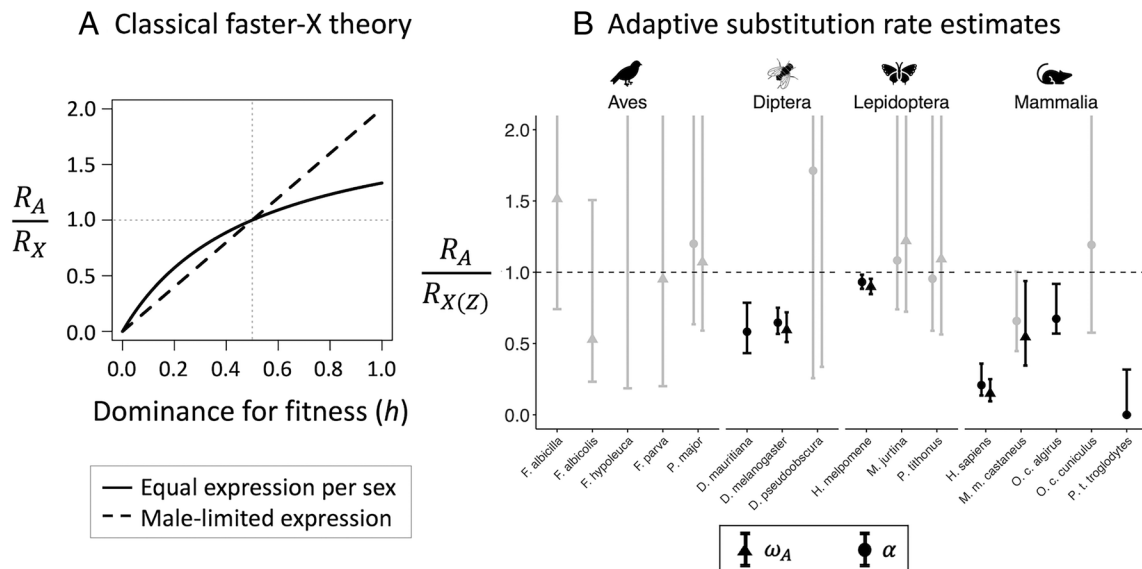 A Classical faster-X theory
R_A
R_X
2.0
1.5
1.0
0.5
0.0
0.0 0.2 0.4 0.6 0.8 1.0
Dominance for fitness (h)
Equal expression per sex
Male-limited expression
B Adaptive substitution rate estimates
Aves Diptera Lepidoptera Mammalia
R_A
R_X(Z)
2.0
1.5
1.0
0.5
0.0
F. albicilla
F. albicolis
F. hypoleuca
F. parva
P. major
D. mauritiana
D. melanogaster
D. pseudoobscura
H. melpomene
M. jurtina
P. tithonus
H. sapiens
M. m. castaneus
O. c. algirus
O. c. cuniculus
P. t. troglodytes
ω_A α